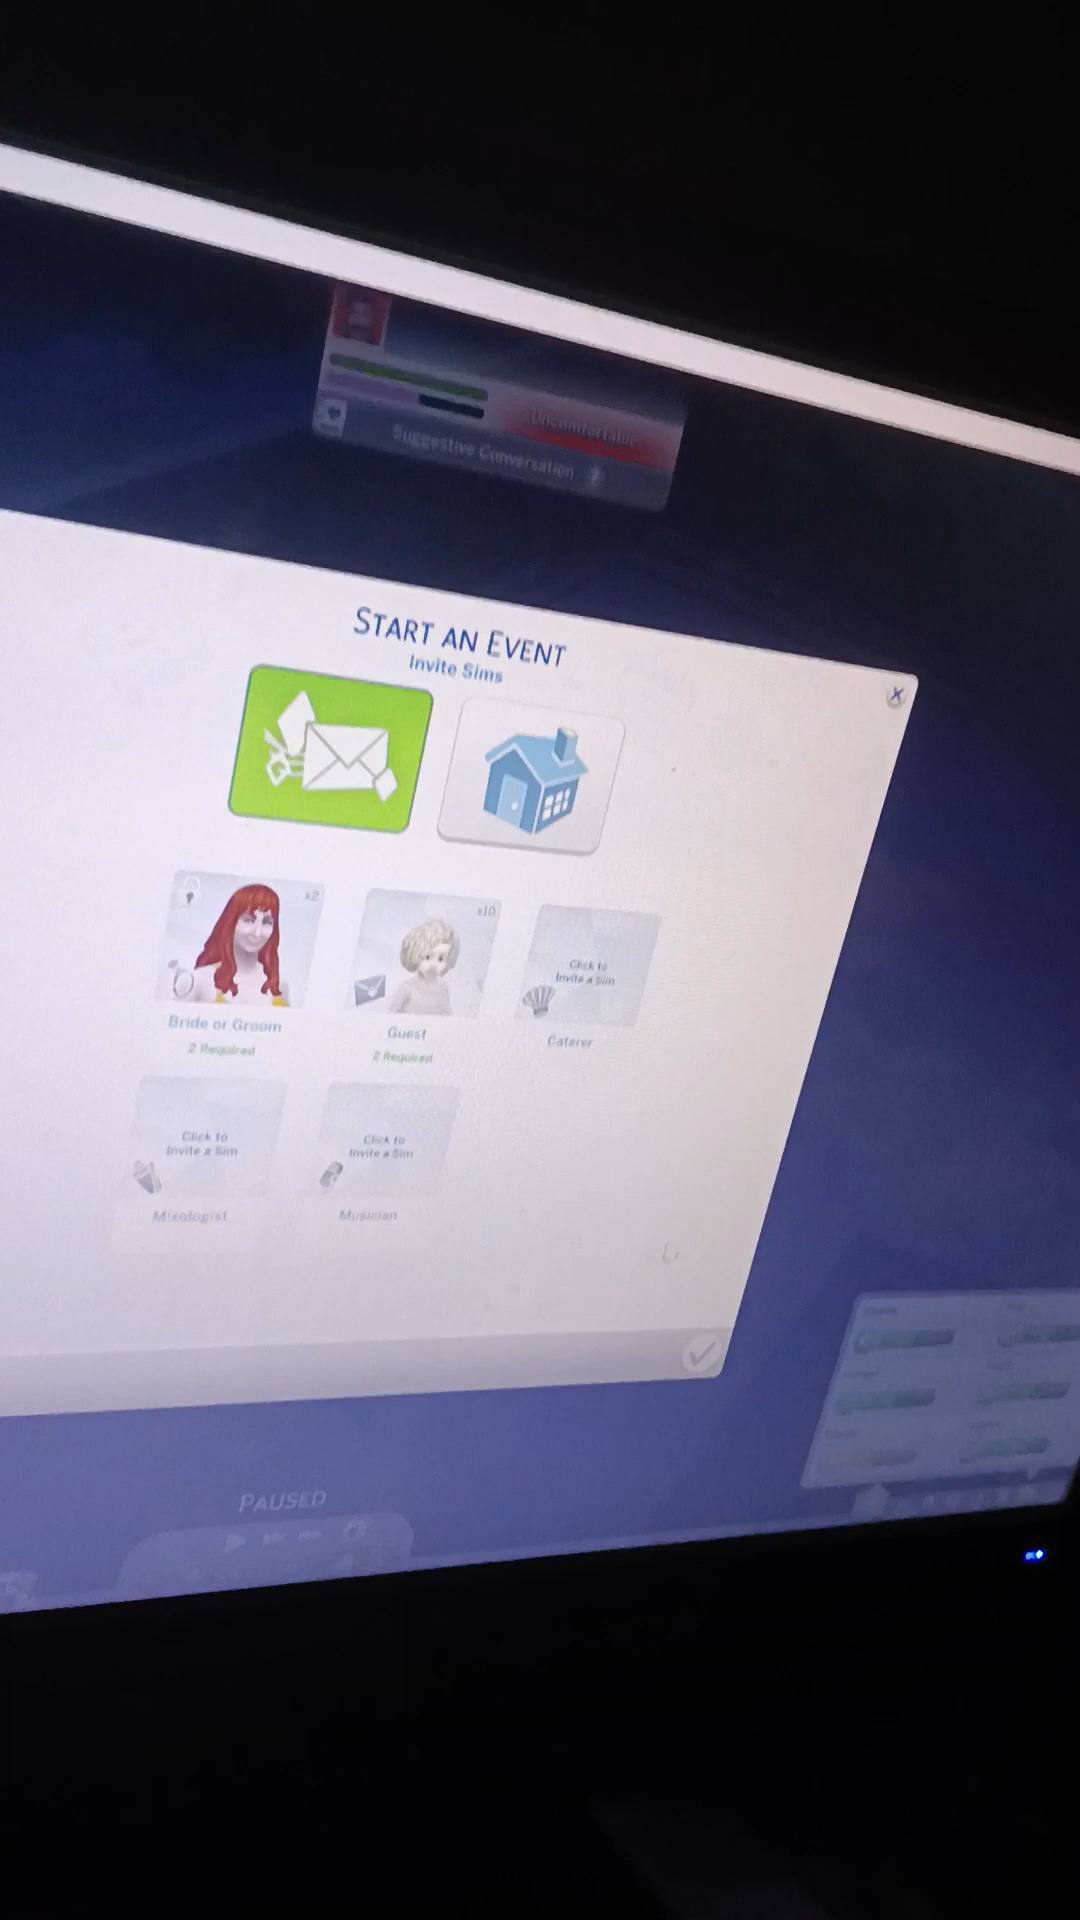 Uncomfortable
Suggestive Conversation
START AN EVENT
Invite Sims
x2
x10
Click to
Invite a Sim
Bride or Groom
Guest
Caterer
2 Required
2 Required
Click to
Invite a Sim
Click to
Invite a Sim
Mixologist
Musician
PAUSED